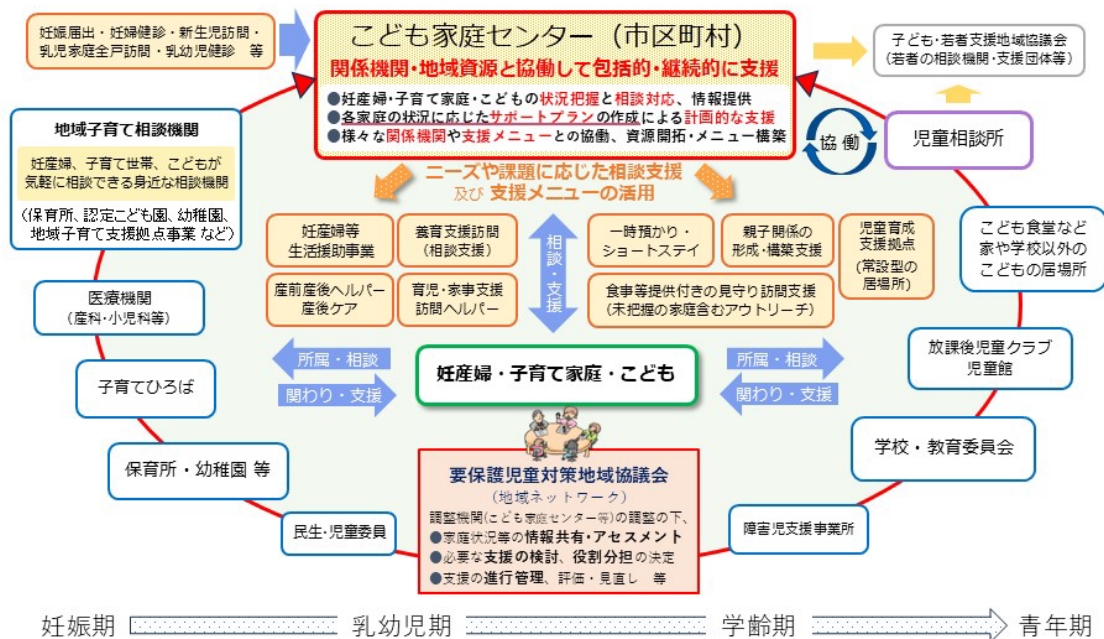 妊娠届出・妊婦健診・新生児訪問・
乳児家庭全戸訪問・乳幼児健診 等
こども家庭センター（市区町村）
関係機関・地域資源と協働して包括的・継続的に支援
●妊産婦・子育て家庭・こどもの状況把握と相談対応、情報提供
●各家庭の状況に応じたサポートプランの作成による計画的な支援
●様々な関係機関や支援メニューとの協働、資源開拓・メニュー構築
子ども・若者支援地域協議会
（若者の相談機関・支援団体等）
協働
児童相談所
地域子育て相談機関
妊産婦、子育て世帯、こどもが
気軽に相談できる身近な相談機関
（保育所、認定こども園、幼稚園、
地域子育て支援拠点事業 など）
ニーズや課題に応じた相談支援
及び 支援メニューの活用
妊産婦等
生活援助事業
養育支援訪問
（相談支援）
産前産後ヘルパー
産後ケア
育児・家事支援
訪問ヘルパー
相談・支援
一時預かり・
ショートステイ
親子関係の
形成・構築支援
児童育成
支援拠点
（常設型の
居場所）
食事等提供付きの見守り訪問支援
（未把握の家庭含むアウトリーチ）
こども食堂など
家や学校以外の
こどもの居場所
医療機関
（産科・小児科等）
子育てひろば
保育所・幼稚園 等
民生・児童委員
所属・相談
関わり・支援
妊産婦・子育て家庭・こども
所属・相談
関わり・支援
放課後児童クラブ
児童館
学校・教育委員会
障害児支援事業所
要保護児童対策地域協議会
（地域ネットワーク）
調整機関（こども家庭センター等）の調整の下、
●家庭状況等の情報共有・アセスメント
●必要な支援の検討、役割分担の決定
●支援の進行管理、評価・見直し 等
妊娠期
乳幼児期
学齢期
青年期